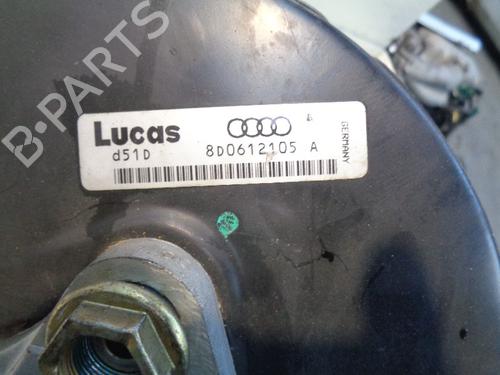 B-PARTS
Lucas
d51D 8D0612105 A
GERMANY